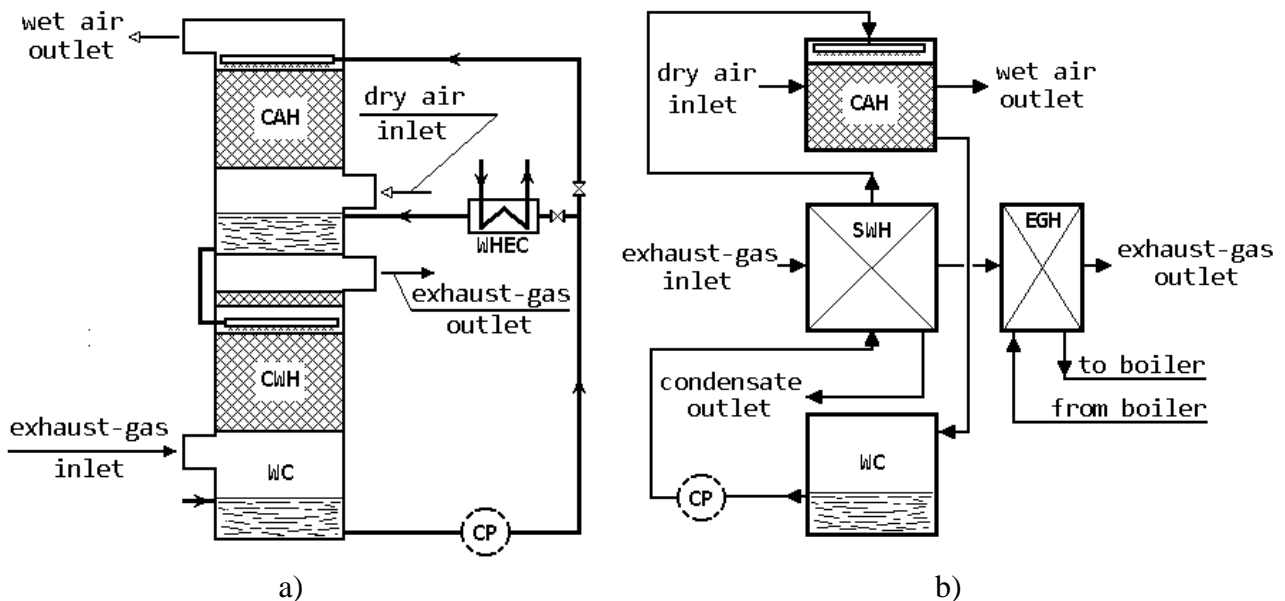 wet air
outlet
CAH
dry air
inlet
WHEC
exhaust-gas
outlet
CWH
exhaust-gas
inlet
WC
CP
a)
dry air
inlet
CAH
wet air
outlet
SWH
EGH
exhaust-gas
inlet
exhaust-gas
outlet
condensate
outlet
to boiler
from boiler
WC
CP
b)